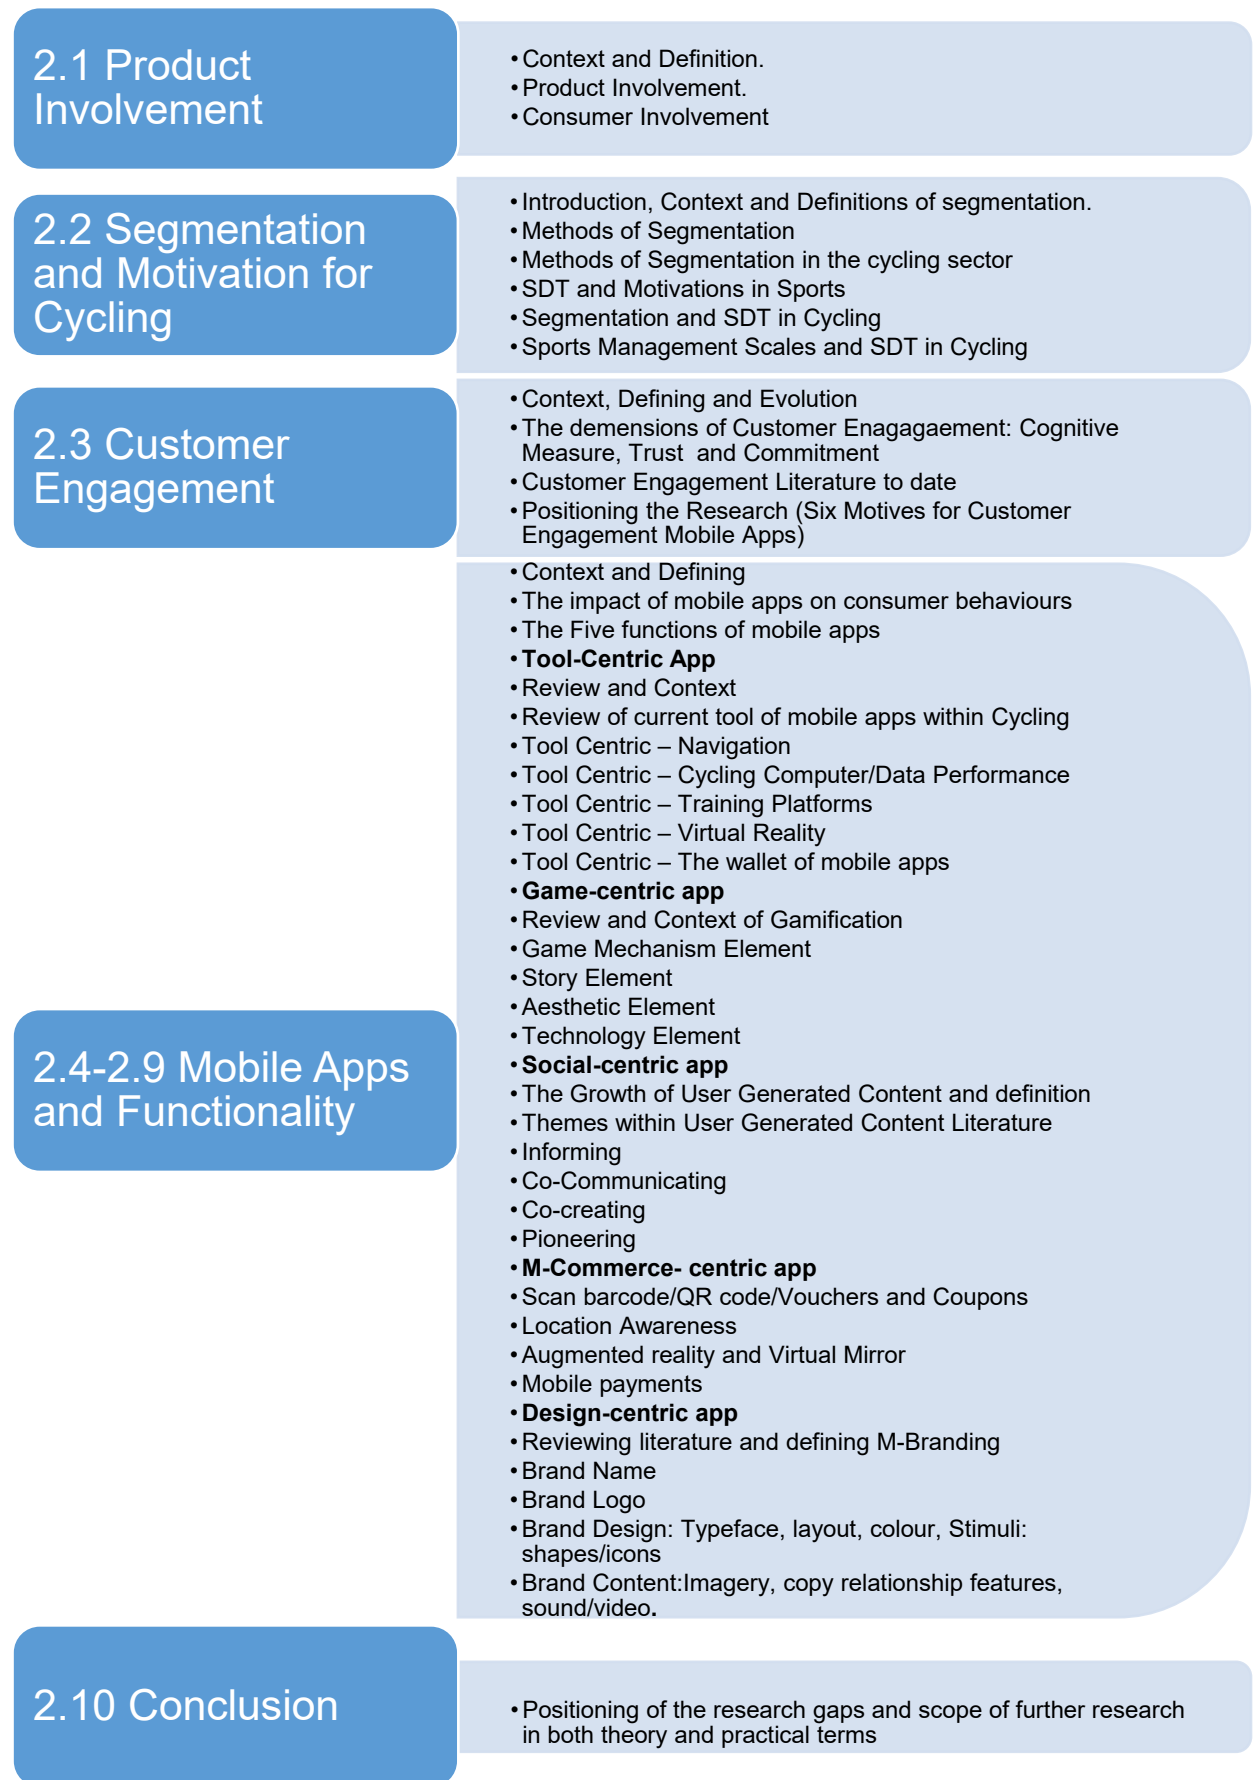 2.1 Product
Involvement
•Context and Definition.
•Product Involvement.
•Consumer Involvement
2.2 Segmentation
and Motivation for
Cycling
•Introduction, Context and Definitions of segmentation.
•Methods of Segmentation
•Methods of Segmentation in the cycling sector
•SDT and Motivations in Sports
•Segmentation and SDT in Cycling
•Sports Management Scales and SDT in Cycling
2.3 Customer
Engagement
•Context, Defining and Evolution
•The demensions of Customer Enagagaement: Cognitive
Measure, Trust and Commitment
•Customer Engagement Literature to date
•Positioning the Research (Six Motives for Customer
Engagement Mobile Apps)
2.4-2.9 Mobile Apps
and Functionality
•Context and Defining
•The impact of mobile apps on consumer behaviours
•The Five functions of mobile apps
•Tool-Centric App
•Review and Context
•Review of current tool of mobile apps within Cycling
•Tool Centric – Navigation
•Tool Centric – Cycling Computer/Data Performance
•Tool Centric – Training Platforms
•Tool Centric – Virtual Reality
•Tool Centric – The wallet of mobile apps
•Game-centric app
•Review and Context of Gamification
•Game Mechanism Element
•Story Element
•Aesthetic Element
•Technology Element
•Social-centric app
•The Growth of User Generated Content and definition
•Themes within User Generated Content Literature
•Informing
•Co-Communicating
•Co-creating
•Pioneering
•M-Commerce- centric app
•Scan barcode/QR code/Vouchers and Coupons
•Location Awareness
•Augmented reality and Virtual Mirror
•Mobile payments
•Design-centric app
•Reviewing literature and defining M-Branding
•Brand Name
•Brand Logo
•Brand Design: Typeface, layout, colour, Stimuli:
shapes/icons
•Brand Content:Imagery, copy relationship features,
sound/video.
2.10 Conclusion
•Positioning of the research gaps and scope of further research
in both theory and practical terms